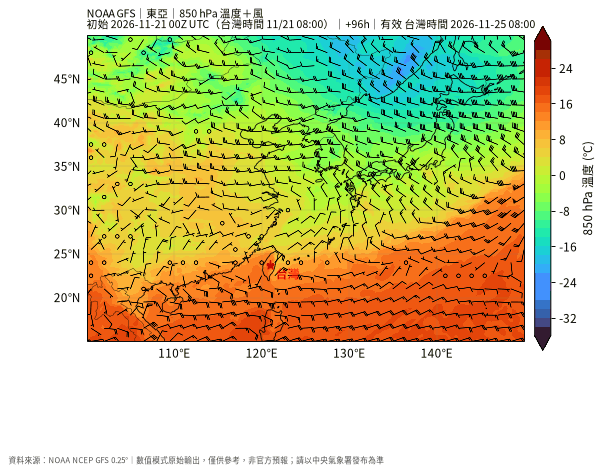 NOAA GFS｜東亞｜850 hPa 溫度＋風
初始 2026-11-21 00Z UTC（台灣時間 11/21 08:00）｜+96h｜有效 台灣時間 2026-11-25 08:00
45°N
40°N
35°N
30°N
25°N
20°N
110°E
120°E
130°E
140°E
台灣
24
16
8
0
-8
-16
-24
-32
850 hPa 溫度 (°C)
資料來源：NOAA NCEP GFS 0.25°｜數值模式原始輸出，僅供參考，非官方預報；請以中央氣象署發布為準